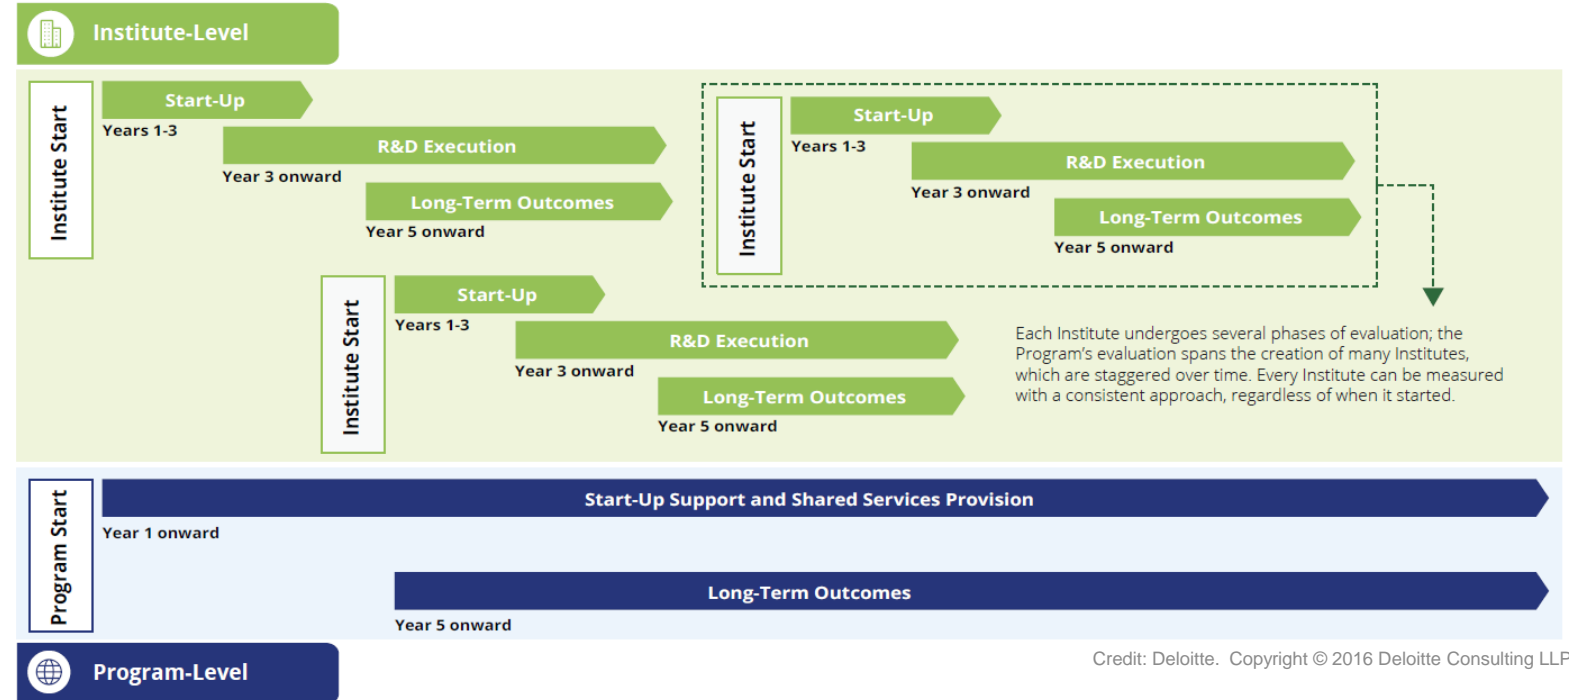 Institute-Level
Institute Start
Start-Up
Years 1-3
R&D Execution
Year 3 onward
Long-Term Outcomes
Year 5 onward
Institute Start
Start-Up
Years 1-3
R&D Execution
Year 3 onward
Long-Term Outcomes
Year 5 onward
Institute Start
Start-Up
Years 1-3
R&D Execution
Year 3 onward
Long-Term Outcomes
Year 5 onward
Each Institute undergoes several phases of evaluation; the
Program’s evaluation spans the creation of many Institutes,
which are staggered over time. Every Institute can be measured
with a consistent approach, regardless of when it started.
Program Start
Start-Up Support and Shared Services Provision
Year 1 onward
Long-Term Outcomes
Year 5 onward
Program-Level
Credit: Deloitte. Copyright © 2016 Deloitte Consulting LLP